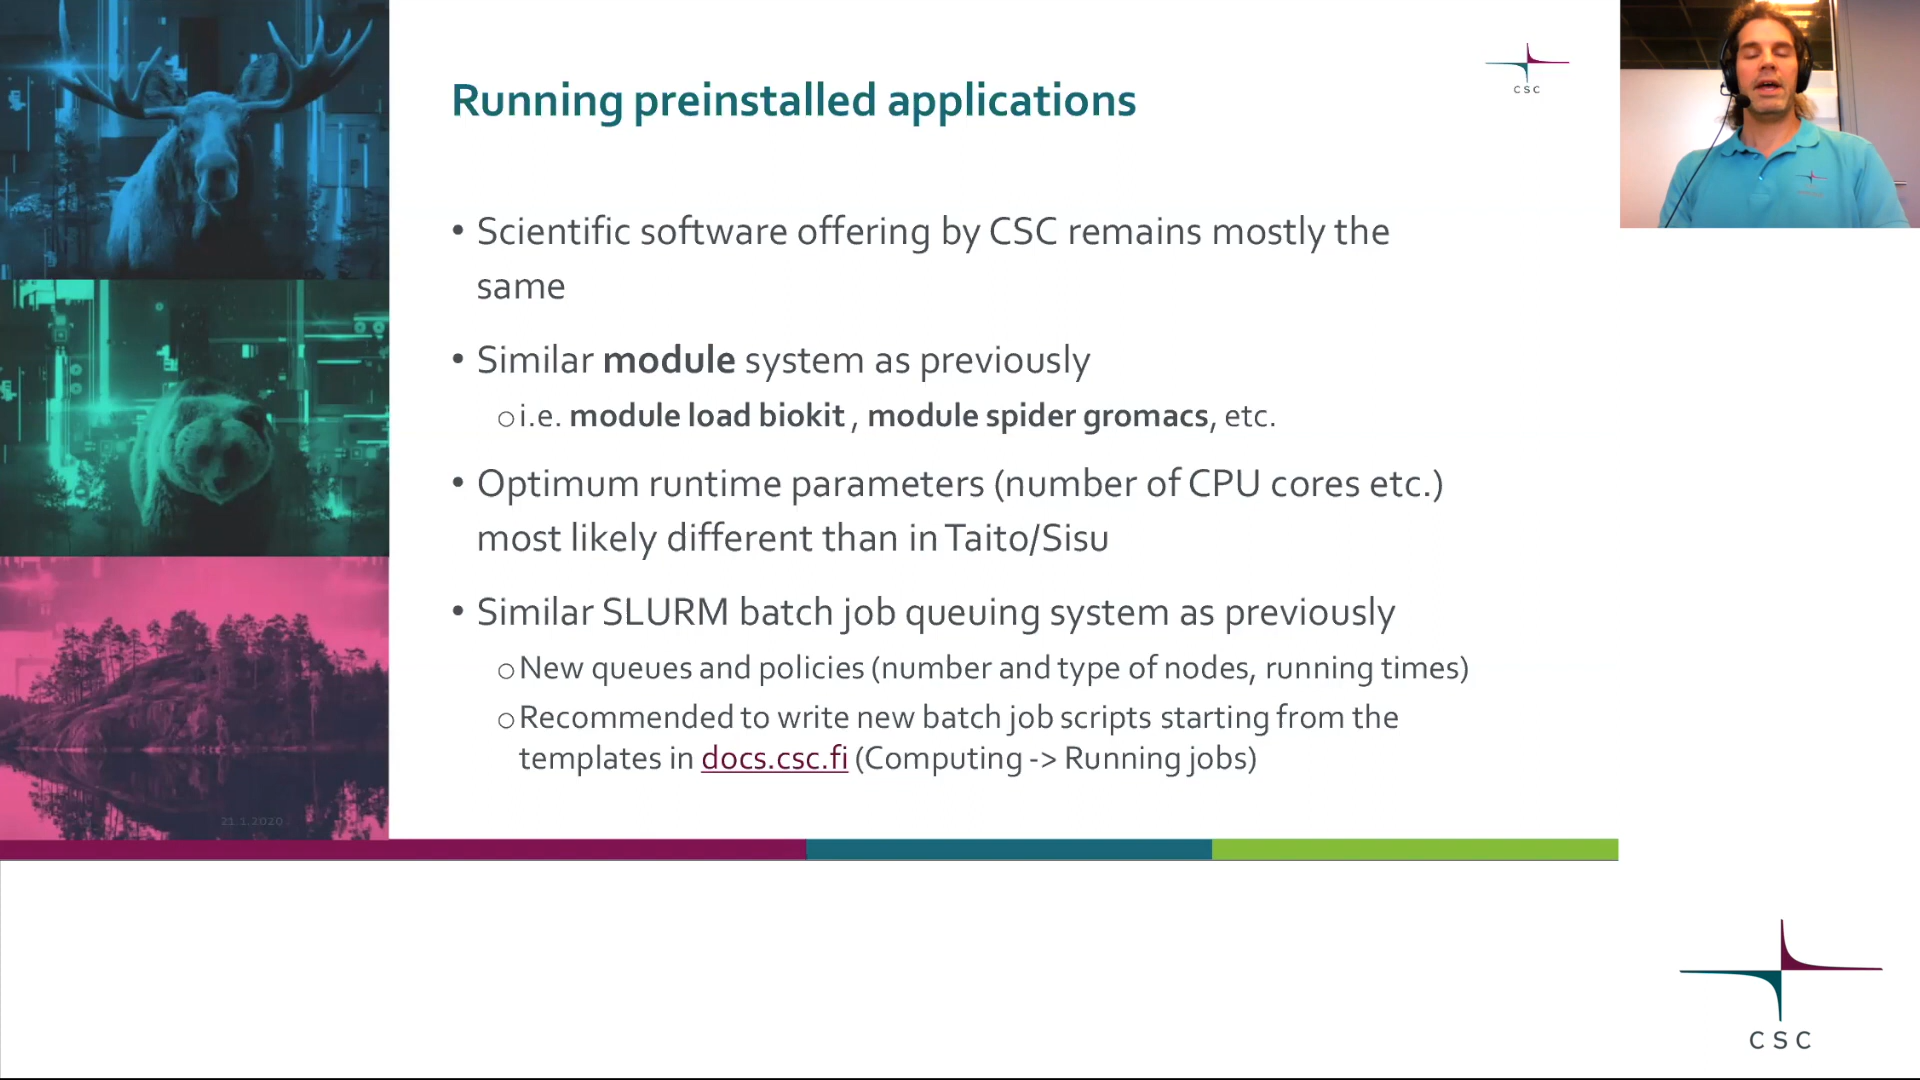 Running preinstalled applications
CSC
• Scientific software offering by CSC remains mostly the
same
• Similar module system as previously
○ i.e. module load biokit , module spider gromacs, etc.
• Optimum runtime parameters (number of CPU cores etc.)
most likely different than in Taito/Sisu
• Similar SLURM batch job queuing system as previously
○ New queues and policies (number and type of nodes, running times)
○ Recommended to write new batch job scripts starting from the
templates in docs.csc.fi (Computing -> Running jobs)
21.1.2020
CSC